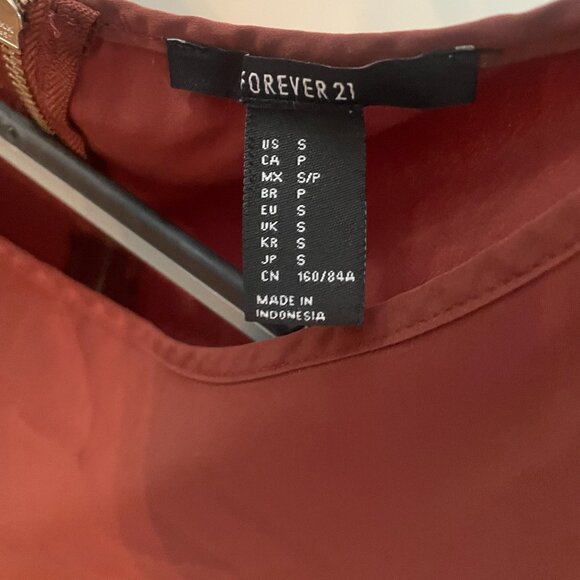 FOREVER 21
US S
CA P
MX S/P
BR P
EU S
UK S
KR S
JP S
CN 160/84A
MADE IN
INDONESIA